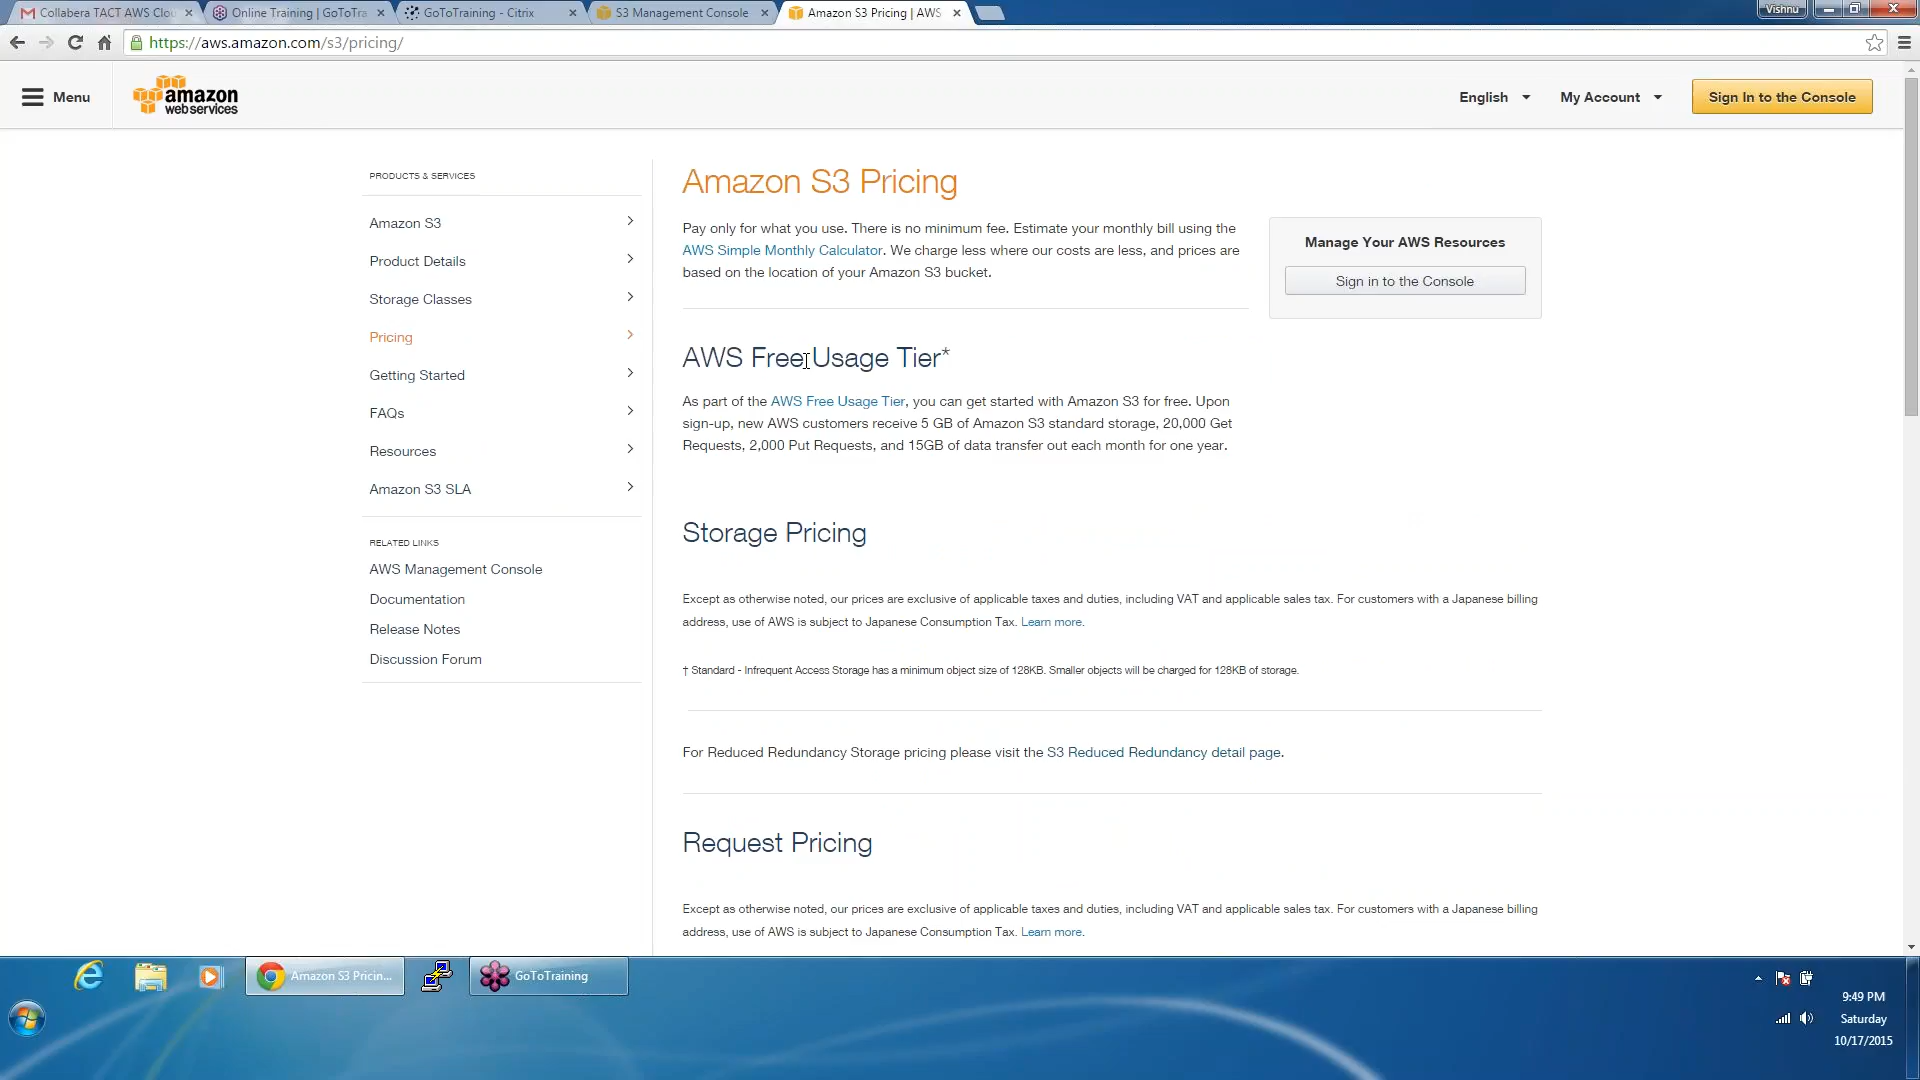 Collabera TACT AWS Clou
Online Training | GoToTra
GoToTraining - Citrix
S3 Management Console
Amazon S3 Pricing | AWS
Vishnu
https://aws.amazon.com/s3/pricing/
Menu
amazon
webservices
English
My Account
Sign In to the Console
PRODUCTS & SERVICES
Amazon S3
Product Details
Storage Classes
Pricing
Getting Started
FAQs
Resources
Amazon S3 SLA
RELATED LINKS
AWS Management Console
Documentation
Release Notes
Discussion Forum
Amazon S3 Pricing
Pay only for what you use. There is no minimum fee. Estimate your monthly bill using the
AWS Simple Monthly Calculator. We charge less where our costs are less, and prices are
based on the location of your Amazon S3 bucket.
Manage Your AWS Resources
Sign in to the Console
AWS Free Usage Tier*
As part of the AWS Free Usage Tier, you can get started with Amazon S3 for free. Upon
sign-up, new AWS customers receive 5 GB of Amazon S3 standard storage, 20,000 Get
Requests, 2,000 Put Requests, and 15GB of data transfer out each month for one year.
Storage Pricing
Except as otherwise noted, our prices are exclusive of applicable taxes and duties, including VAT and applicable sales tax. For customers with a Japanese billing
address, use of AWS is subject to Japanese Consumption Tax. Learn more.
† Standard - Infrequent Access Storage has a minimum object size of 128KB. Smaller objects will be charged for 128KB of storage.
For Reduced Redundancy Storage pricing please visit the S3 Reduced Redundancy detail page.
Request Pricing
Except as otherwise noted, our prices are exclusive of applicable taxes and duties, including VAT and applicable sales tax. For customers with a Japanese billing
address, use of AWS is subject to Japanese Consumption Tax. Learn more.
Amazon S3 Pricin...
GoToTraining
9:49 PM
Saturday
10/17/2015